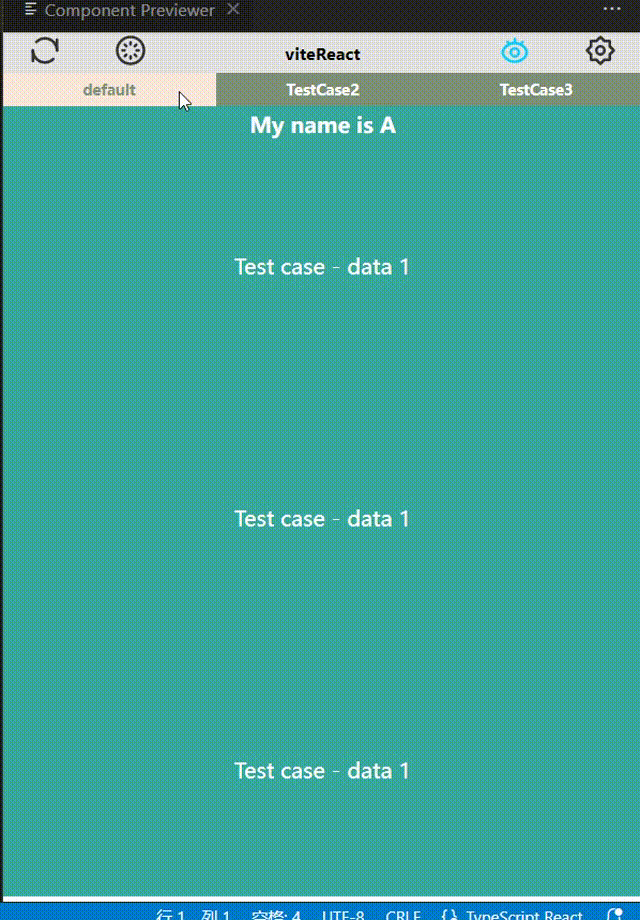 Component Previewer
viteReact
default TestCase2 TestCase3
My name is A
Test case - data 1
Test case - data 1
Test case - data 1
行 1，列 1 空格: 4 UTF-8 CRLF {} TypeScript React